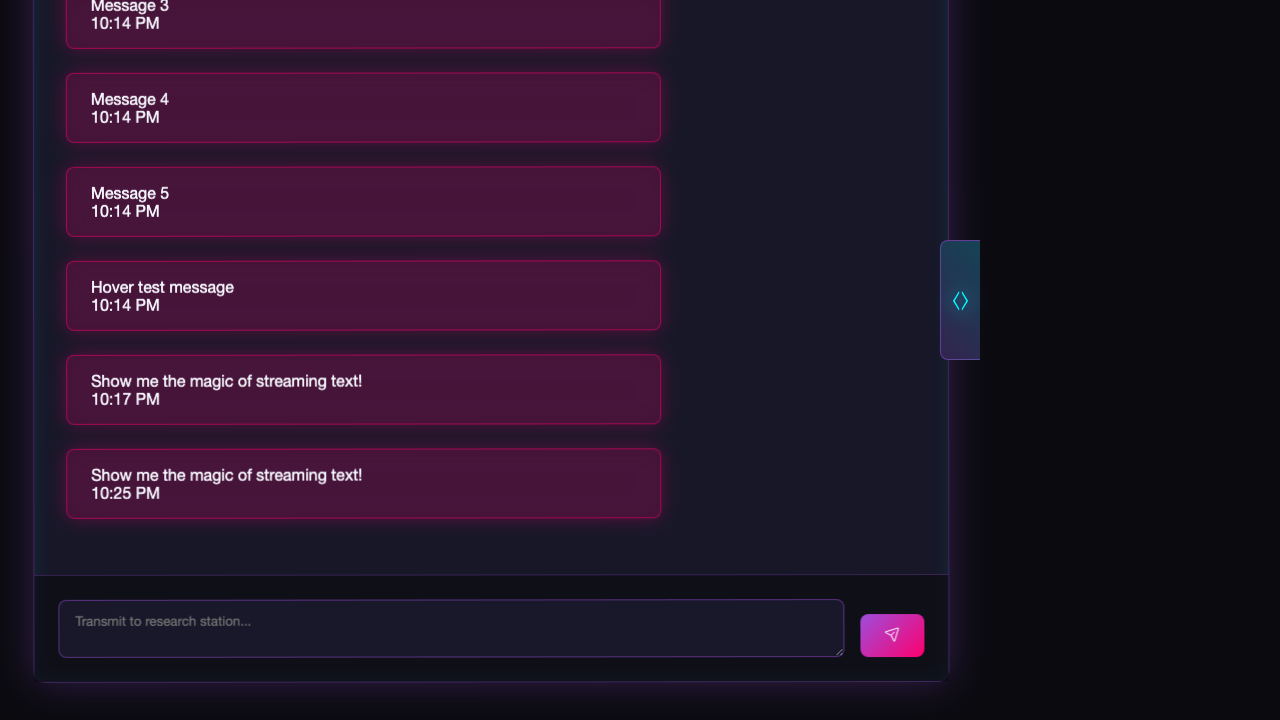 Message 3
10:14 PM
Message 4
10:14 PM
Message 5
10:14 PM
Hover test message
10:14 PM
Show me the magic of streaming text!
10:17 PM
Show me the magic of streaming text!
10:25 PM
Transmit to research station...